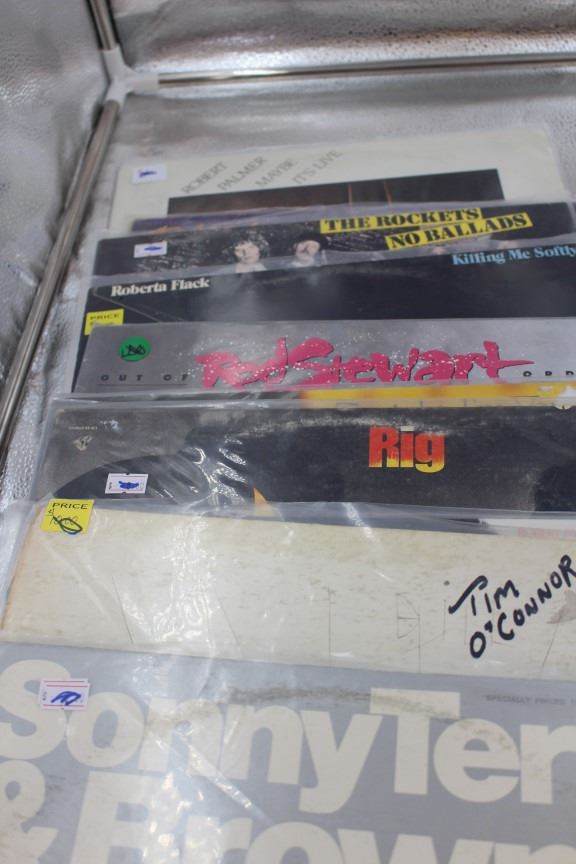 ROBERT PALMER MAYBE IT'S LIVE
THE ROCKETS
NO BALLADS
Roberta Flack
Killing Me Softly
PRICE
Rod Stewart
OUT OF ORD
Rig
PRICE
TIM
O'CONNOR
"SPECIALLY PRICED
Sonny Ter
& Brown